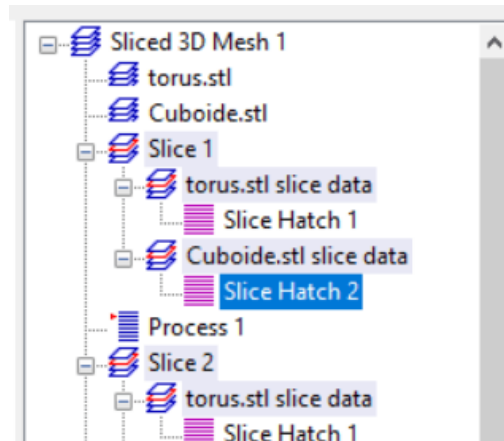 Sliced 3D Mesh 1
torus.stl
Cuboide.stl
Slice 1
torus.stl slice data
Slice Hatch 1
Cuboide.stl slice data
Slice Hatch 2
Process 1
Slice 2
torus.stl slice data
Slice Hatch 1